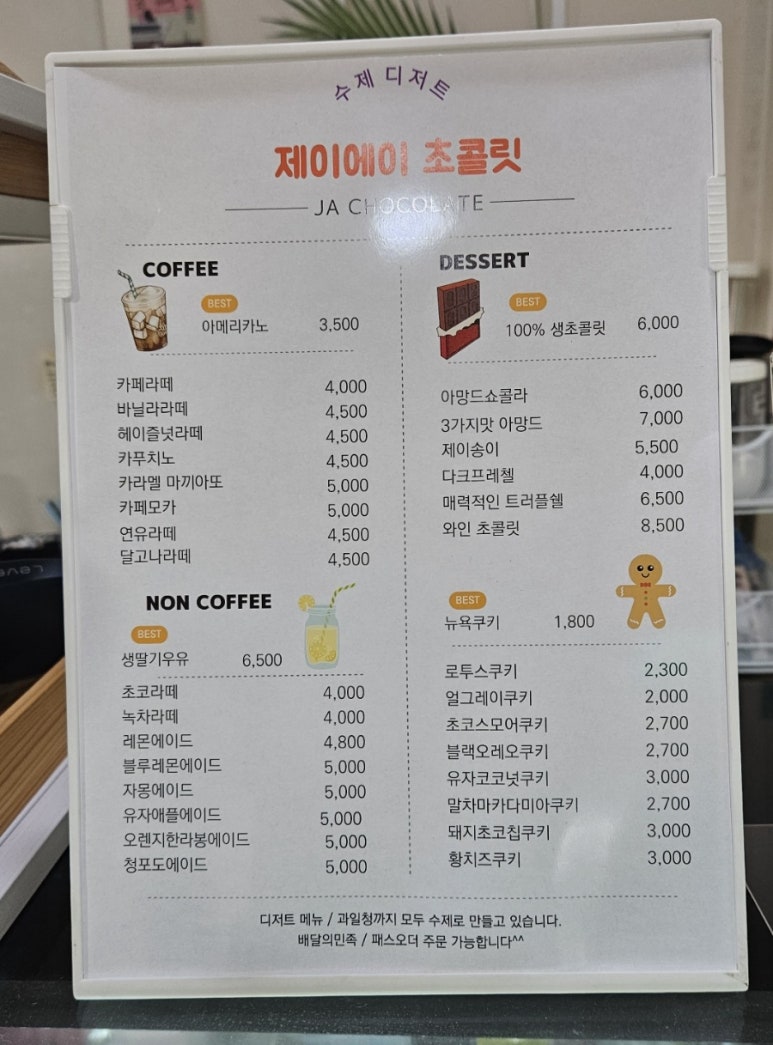 수제 디저트
제이에이 초콜릿
JA CHOCOLATE
COFFEE
BEST
아메리카노 3,500
카페라떼 4,000
바닐라라떼 4,500
헤이즐넛라떼 4,500
카푸치노 4,500
카라멜 마끼아또 5,000
카페모카 5,000
연유라떼 4,500
달고나라떼 4,500
NON COFFEE
BEST
생딸기우유 6,500
초코라떼 4,000
녹차라떼 4,000
레몬에이드 4,800
블루레몬에이드 5,000
자몽에이드 5,000
유자애플에이드 5,000
오렌지한라봉에이드 5,000
청포도에이드 5,000
DESSERT
BEST
100% 생초콜릿 6,000
아망드쇼콜라 6,000
3가지맛 아망드 7,000
제이송이 5,500
다크프레첼 4,000
매력적인 트러플쉘 6,500
와인 초콜릿 8,500
BEST
뉴욕쿠키 1,800
로투스쿠키 2,300
얼그레이쿠키 2,000
초코스모어쿠키 2,700
블랙오레오쿠키 2,700
유자코코넛쿠키 3,000
말차마카다미아쿠키 2,700
돼지초코칩쿠키 3,000
황치즈쿠키 3,000
디저트 메뉴 / 과일청까지 모두 수제로 만들고 있습니다.
배달의민족 / 패스오더 주문 가능합니다^^